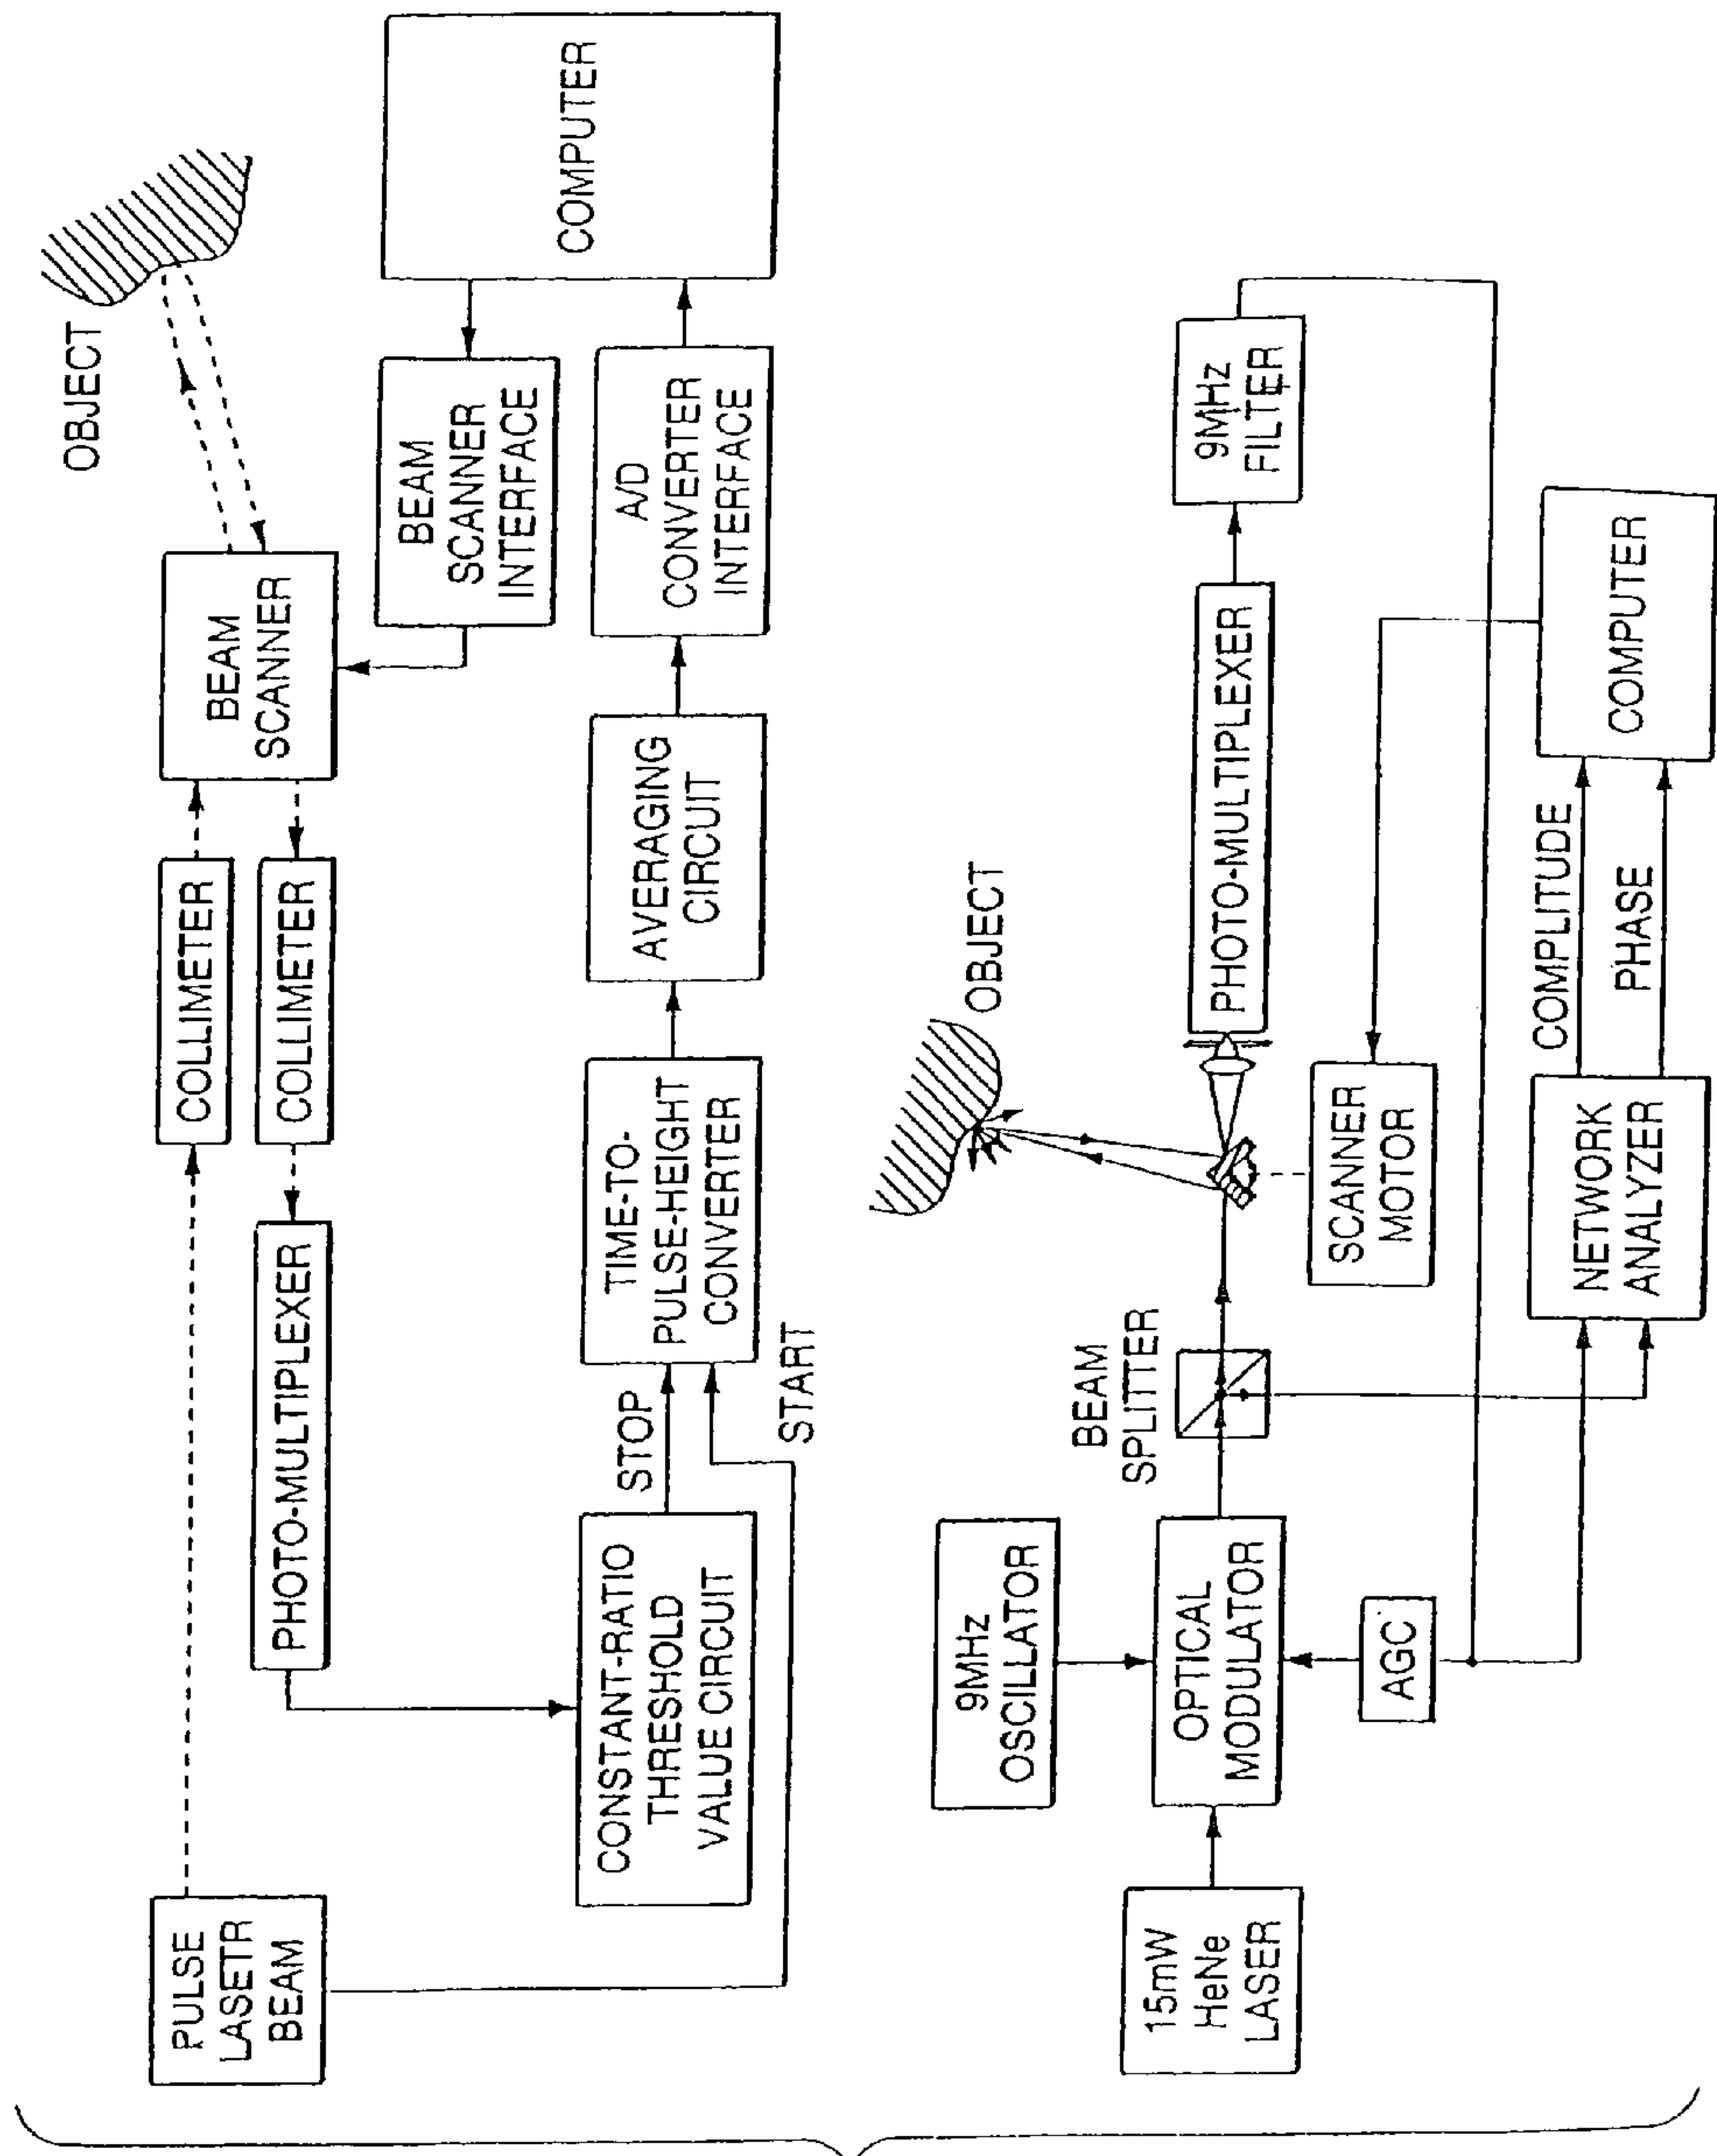 OBJECT
PULSE
LASETR
BEAM
COLLIMETER
COLLIMETER
BEAM
SCANNER
PHOTO-MULTIPLEXER
BEAM
SCANNER
INTERFACE
COMPUTER
CONSTANT-RATIO
THRESHOLD
VALUE CIRCUIT
STOP
START
TIME-TO-
PULSE-HEIGHT
CONVERTER
AVERAGING
CIRCUIT
A/D
CONVERTER
INTERFACE
OBJECT
9MHz
OSCILLATOR
BEAM
SPLITTER
15mW
HeNe
LASER
OPTICAL
MODULATOR
PHOTO-MULTIPLEXER
9MHz
FILTER
AGC
SCANNER
MOTOR
NETWORK
ANALYZER
COMPLITUDE
PHASE
COMPUTER